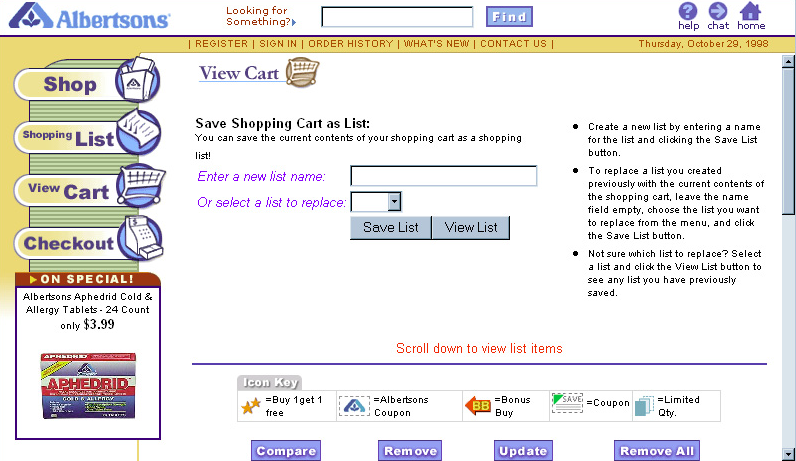 Albertsons
Looking for
Something?
Find
help chat home
| REGISTER | SIGN IN | ORDER HISTORY | WHAT'S NEW | CONTACT US |
Thursday, October 29, 1998
Shop
Shopping List
View Cart
Checkout
ON SPECIAL!
Albertsons Aphedrid Cold &
Allergy Tablets - 24 Count
only $3.99
APHEDRID
COLD & ALLERGY
View Cart
Save Shopping Cart as List:
You can save the current contents of your shopping cart as a shopping
list!
Enter a new list name:
Or select a list to replace:
Save List View List
Create a new list by entering a name
for the list and clicking the Save List
button.
To replace a list you created
previously with the current contents of
the shopping cart, leave the name
field empty, choose the list you want
to replace from the menu, and click
the Save List button.
Not sure which list to replace? Select
a list and click the View List button to
see any list you have previously
saved.
Scroll down to view list items
Icon Key
=Buy 1get 1
free
=Albertsons
Coupon
BB
=Bonus
Buy
SAVE
=Coupon
=Limited
Qty.
Compare Remove Update Remove All